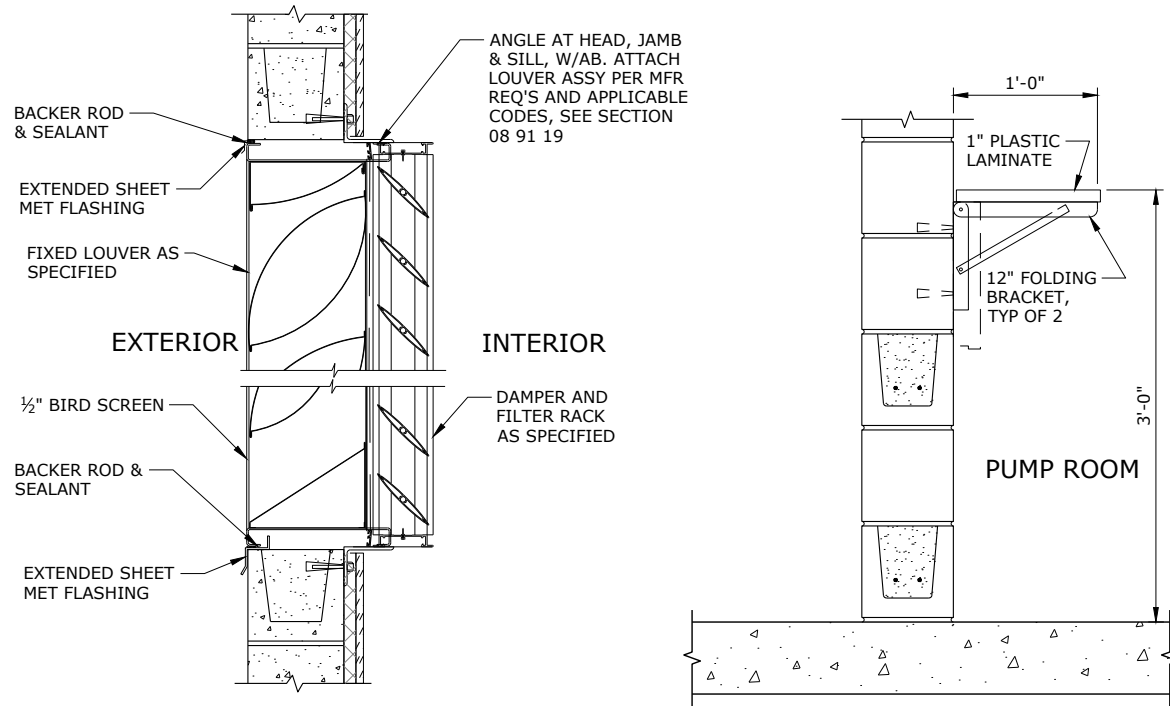 ANGLE AT HEAD, JAMB
& SILL, W/AB. ATTACH
LOUVER ASSY PER MFR
REQ'S AND APPLICABLE
CODES, SEE SECTION
08 91 19
BACKER ROD
& SEALANT
EXTENDED SHEET
MET FLASHING
FIXED LOUVER AS
SPECIFIED
EXTERIOR
INTERIOR
½" BIRD SCREEN
DAMPER AND
FILTER RACK
AS SPECIFIED
BACKER ROD &
SEALANT
EXTENDED SHEET
MET FLASHING
1'-0"
1" PLASTIC
LAMINATE
12" FOLDING
BRACKET,
TYP OF 2
3'-0"
PUMP ROOM